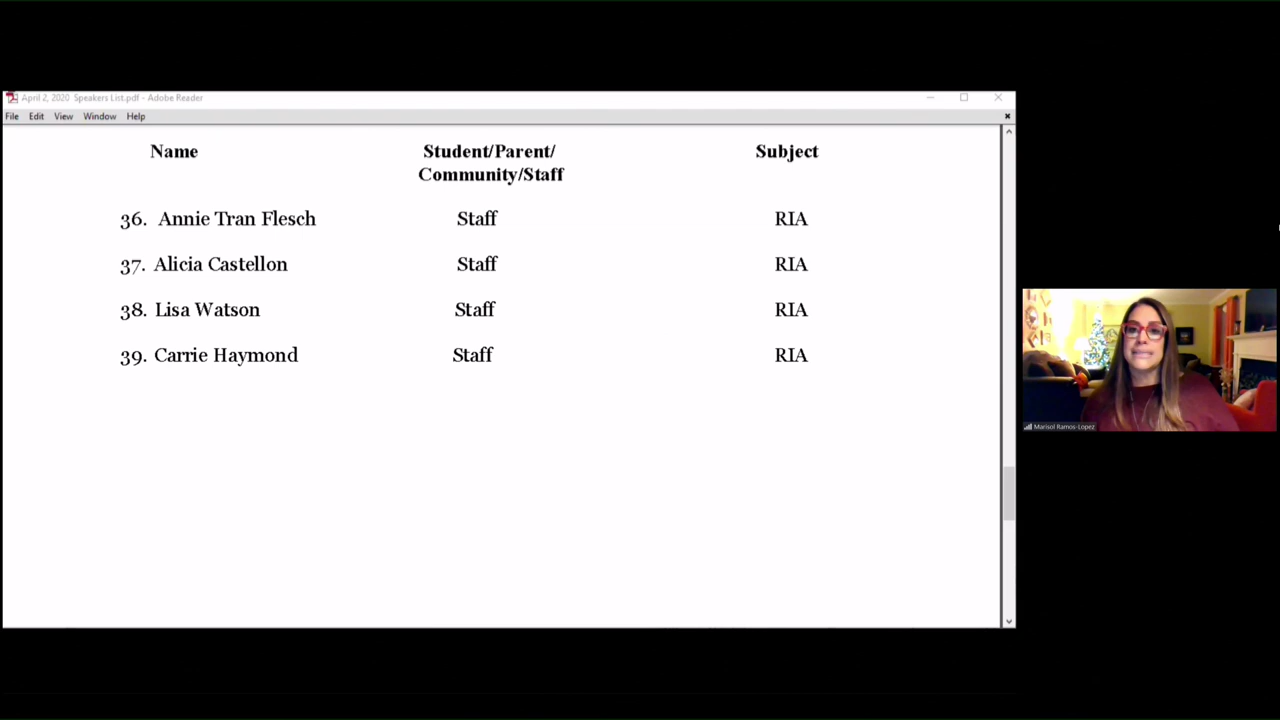 April 2, 2020 Speakers List.pdf - Adobe Reader
File Edit View Window Help
Name Student/Parent/ Subject
Community/Staff
36. Annie Tran Flesch Staff RIA
37. Alicia Castellon Staff RIA
38. Lisa Watson Staff RIA
39. Carrie Haymond Staff RIA
Marisol Ramos-Lopez